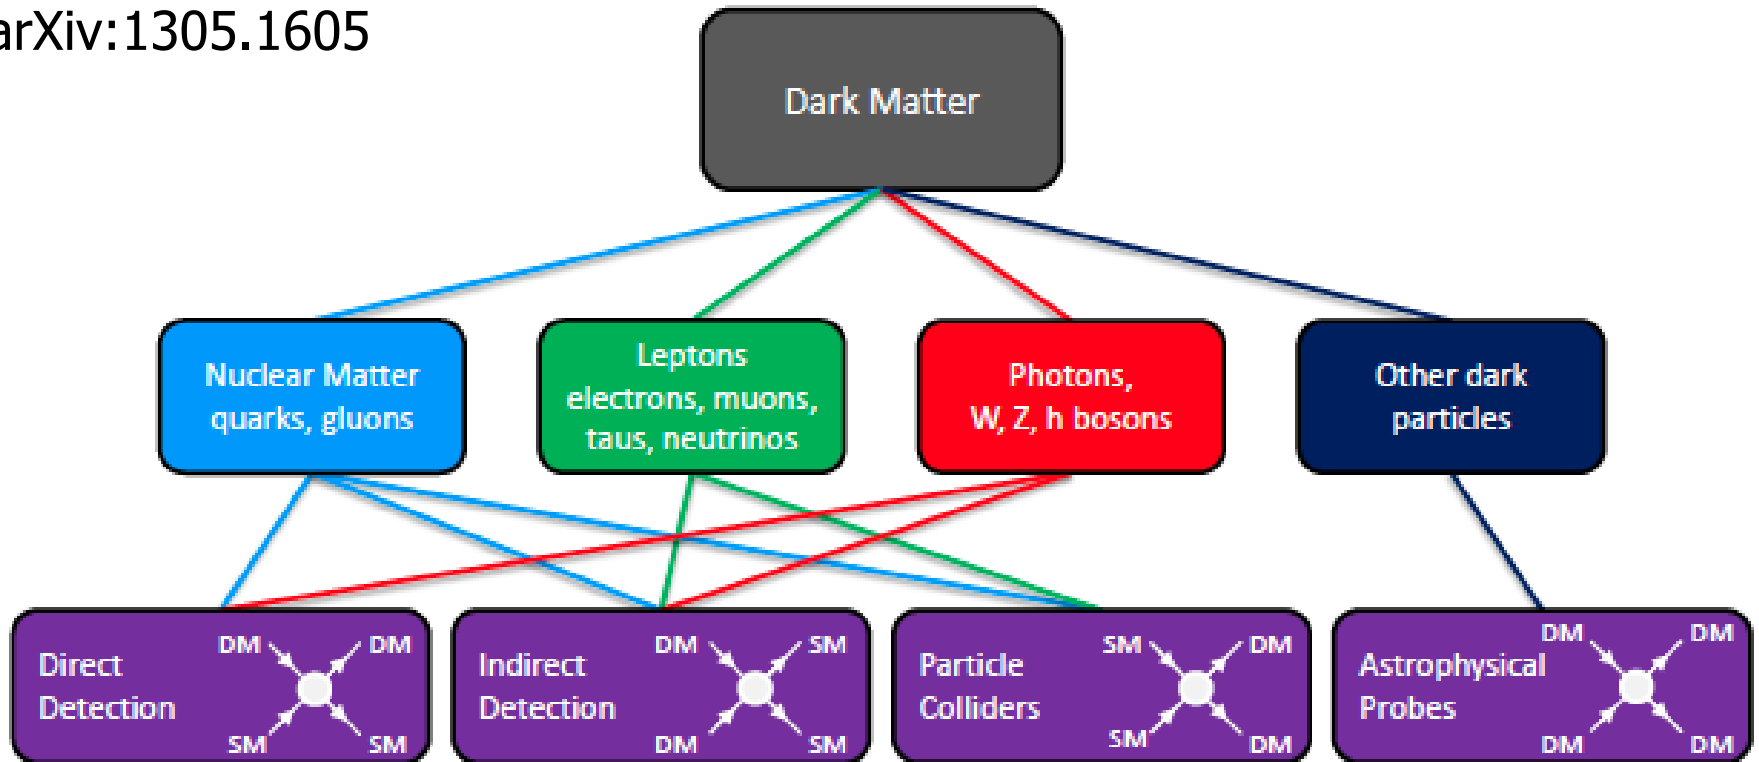 arXiv:1305.1605
Dark Matter
Nuclear Matter
quarks, gluons
Leptons
electrons, muons,
taus, neutrinos
Photons,
W, Z, h bosons
Other dark
particles
Direct
Detection
DM
DM
SM
SM
Indirect
Detection
DM
SM
DM
SM
Particle
Colliders
SM
DM
SM
DM
Astrophysical
Probes
DM
DM
DM
DM